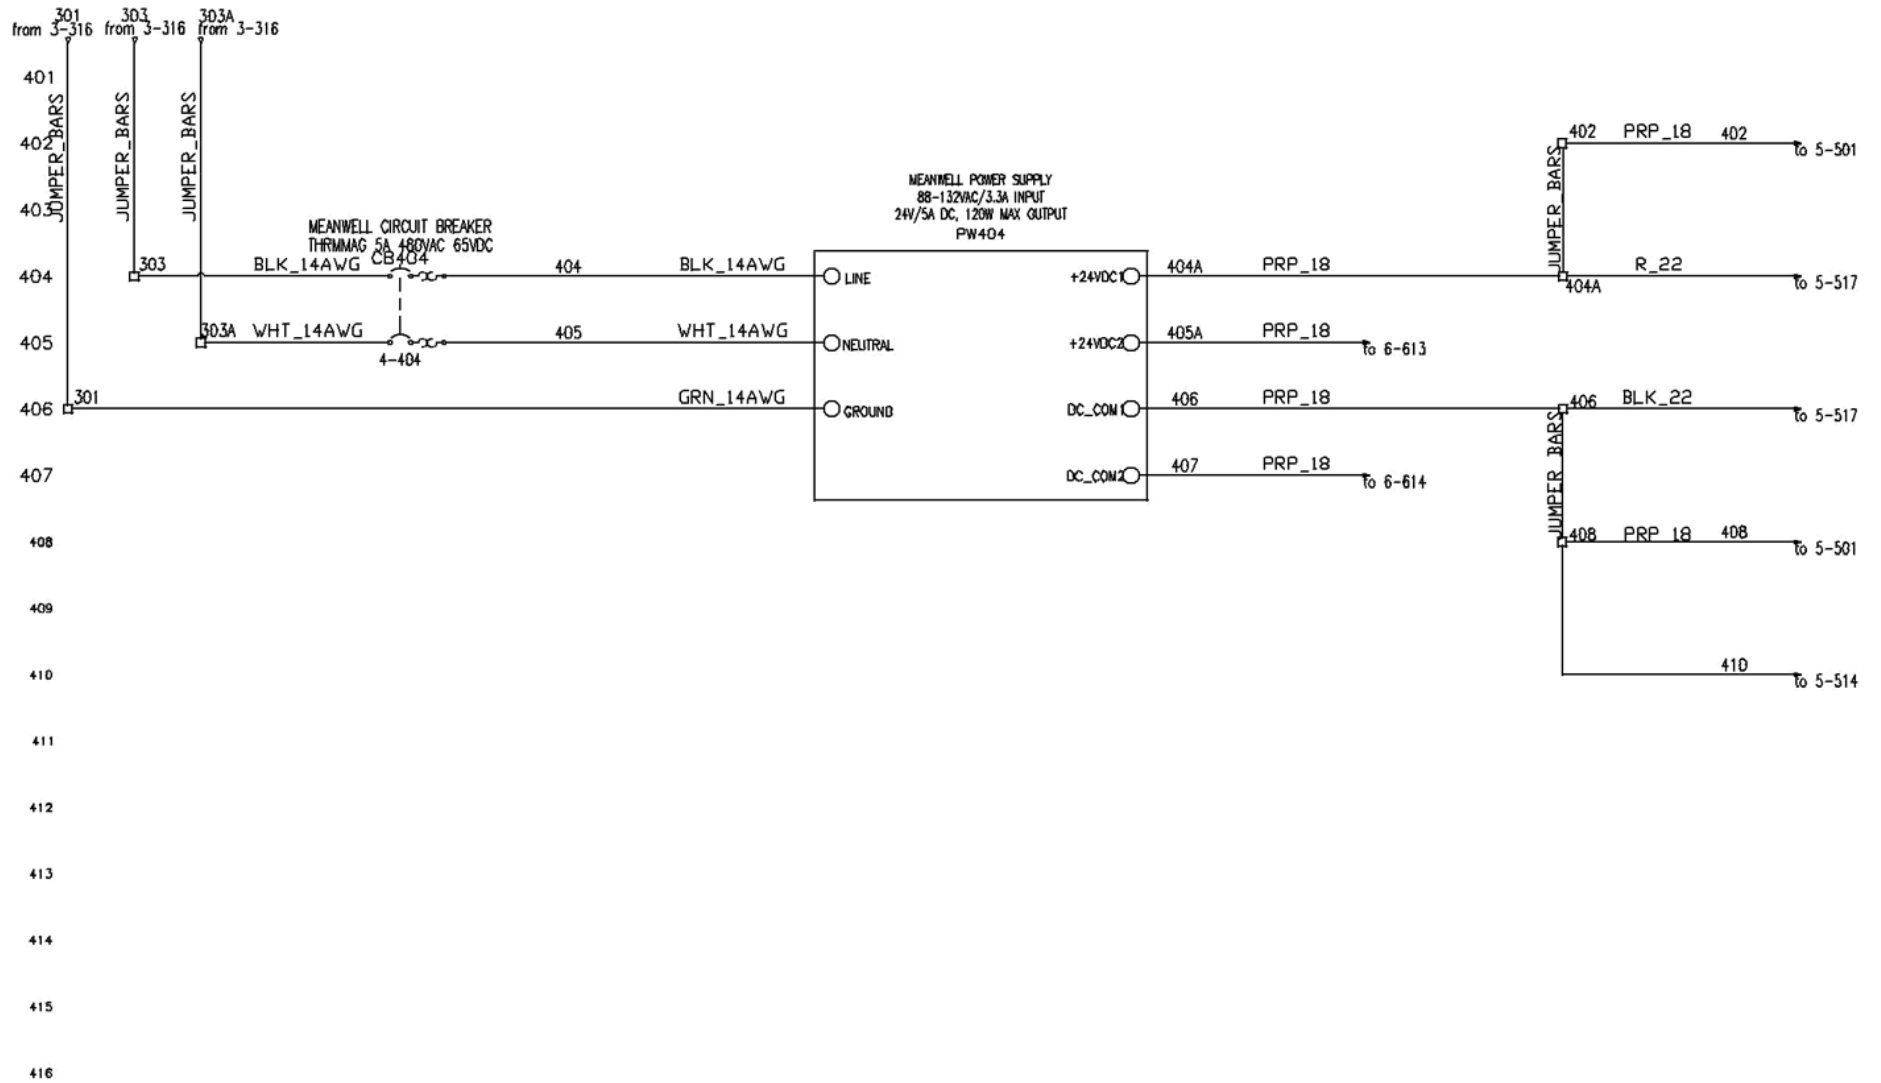 301 303 303A
from 3-316 from 3-316 from 3-316
401
JUMPER_BARS JUMPER_BARS JUMPER_BARS
402
402 PRP_18 402
to 5-501
JUMPER_BARS
403
MEANWELL POWER SUPPLY
88-132VAC/3.3A INPUT
24V/5A DC, 120W MAX OUTPUT
PW404
MEANWELL CIRCUIT BREAKER
THRMMAG 5A 480VAC 65VDC
CB404
404 303 BLK_14AWG 404 BLK_14AWG
LINE +24VDC1
404A PRP_18 R_22
404A
to 5-517
405 303A WHT_14AWG 405 WHT_14AWG
NEUTRAL +24VDC2
405A PRP_18
to 6-613
4-404
406 301 GRN_14AWG
GROUND DC_COM1
406 PRP_18 406 BLK_22
to 5-517
JUMPER_BARS
407
DC_COM2
407 PRP_18
to 6-614
408
408 PRP_18 408
to 5-501
409
410
410
to 5-514
411
412
413
414
415
416